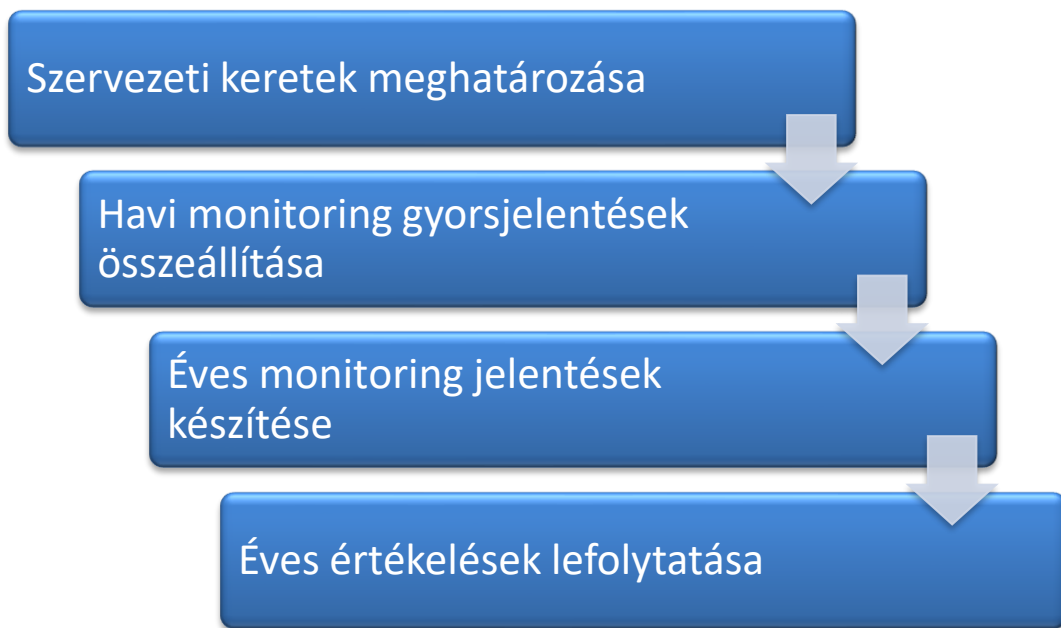 Szervezeti keretek meghatározása
Havi monitoring gyorsjelentések
összeállítása
Éves monitoring jelentések
készítése
Éves értékelések lefolytatása